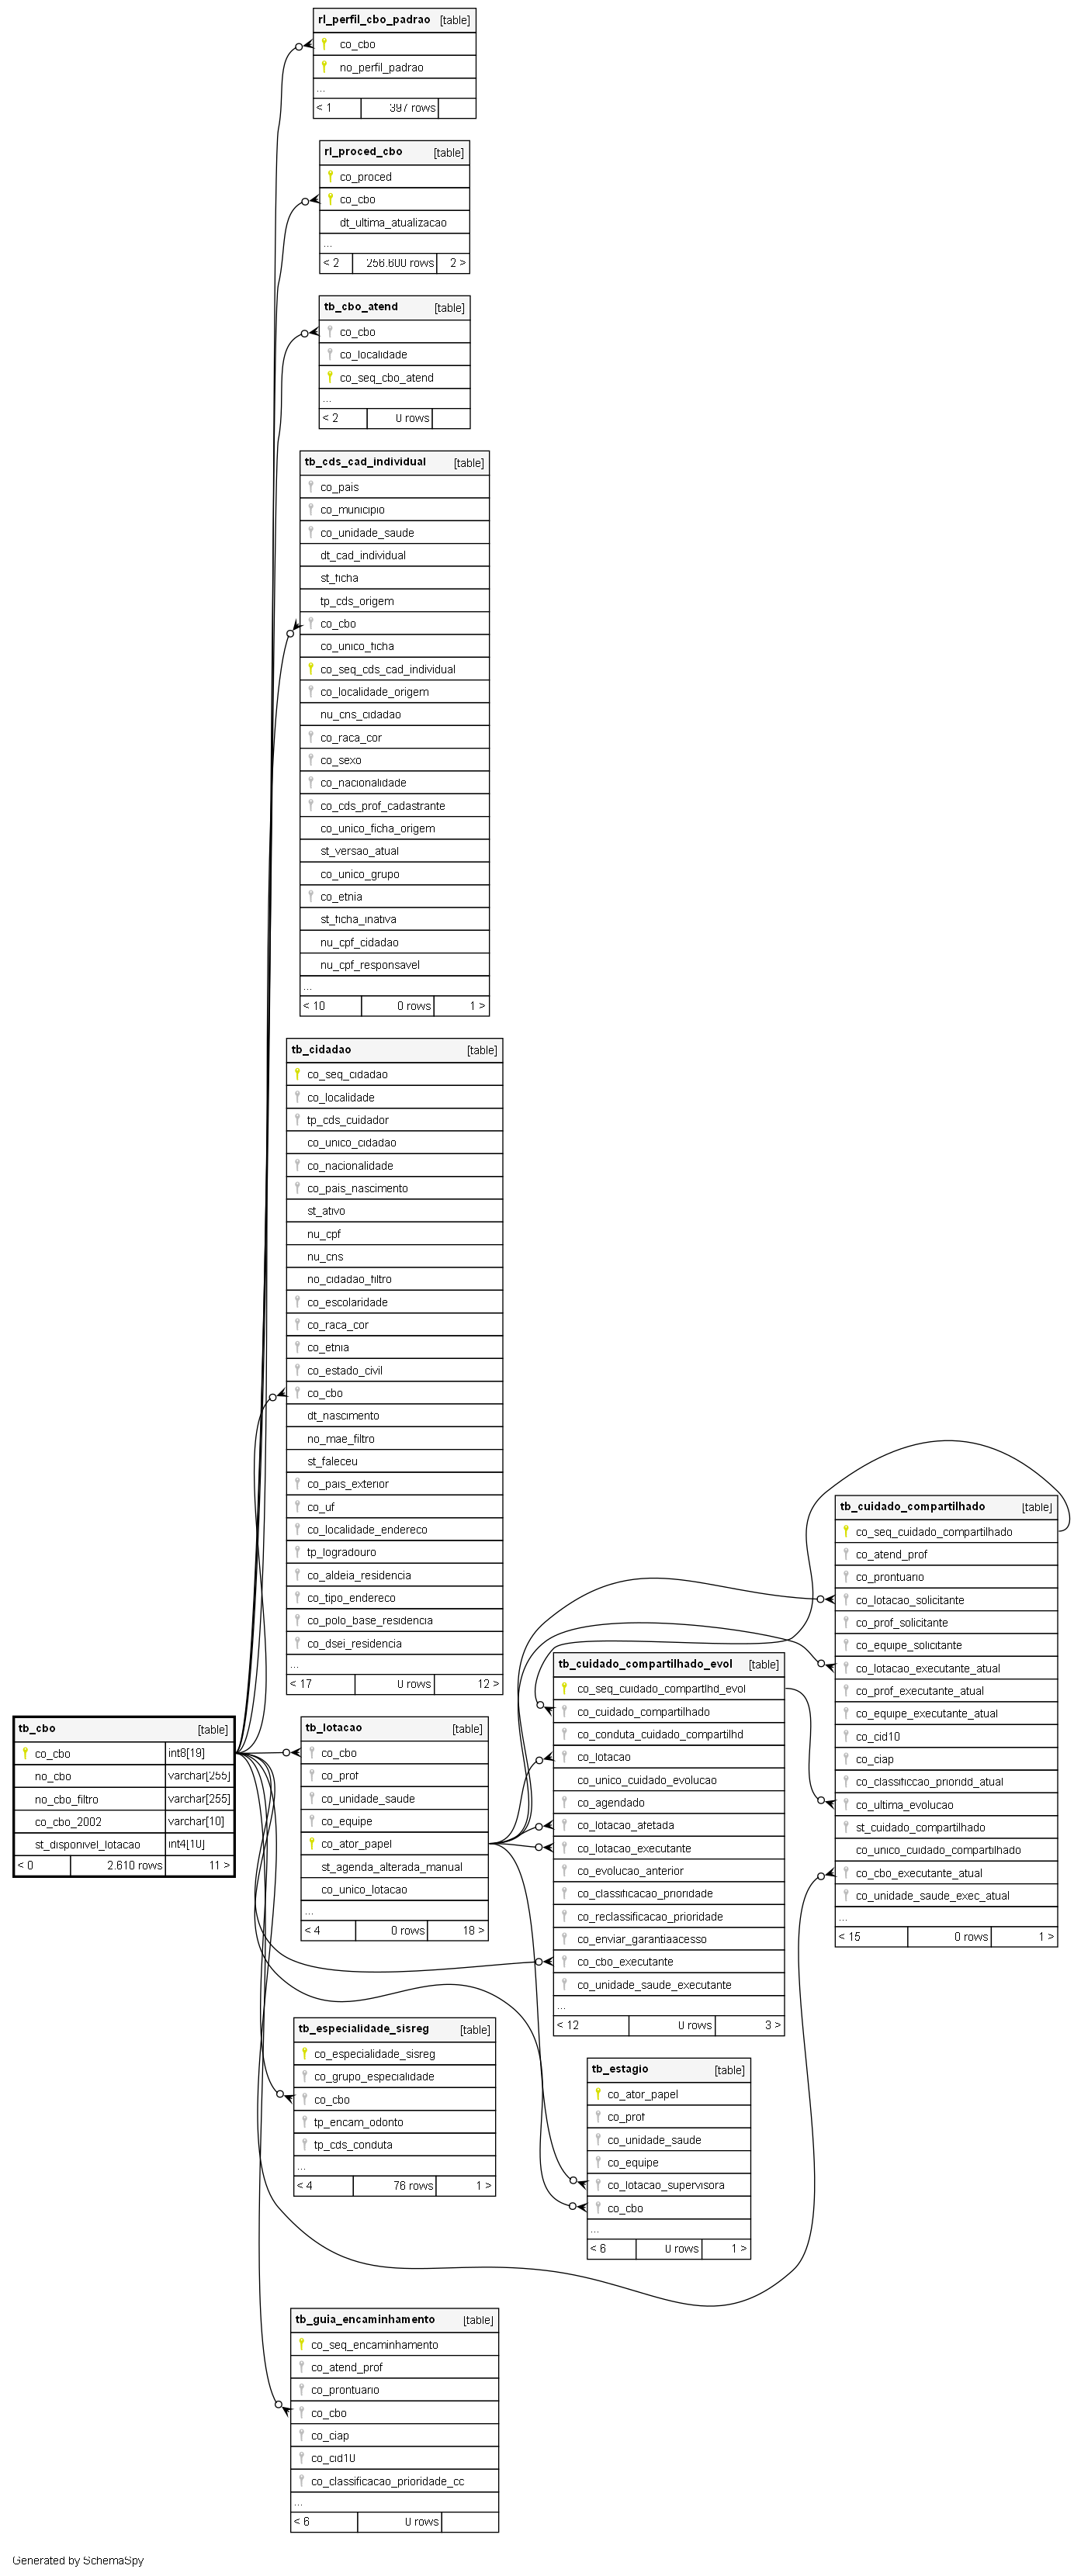 rl_perfil_cbo_padrao [table]
co_cbo
no_perfil_padrao
...
< 1 397 rows
rl_proced_cbo [table]
co_proced
co_cbo
dt_ultima_atualizacao
...
< 2 256.600 rows 2 >
tb_cbo_atend [table]
co_cbo
co_localidade
co_seq_cbo_atend
...
< 2 0 rows
tb_cds_cad_individual [table]
co_pais
co_municipio
co_unidade_saude
dt_cad_individual
st_ficha
tp_cds_origem
co_cbo
co_unico_ficha
co_seq_cds_cad_individual
co_localidade_origem
nu_cns_cidadao
co_raca_cor
co_sexo
co_nacionalidade
co_cds_prof_cadastrante
co_unico_ficha_origem
st_versao_atual
co_unico_grupo
co_etnia
st_ficha_inativa
nu_cpf_cidadao
nu_cpf_responsavel
...
< 10 0 rows 1 >
tb_cidadao [table]
co_seq_cidadao
co_localidade
tp_cds_cuidador
co_unico_cidadao
co_nacionalidade
co_pais_nascimento
st_ativo
nu_cpf
nu_cns
no_cidadao_filtro
co_escolaridade
co_raca_cor
co_etnia
co_estado_civil
co_cbo
dt_nascimento
no_mae_filtro
st_faleceu
co_pais_exterior
co_uf
co_localidade_endereco
tp_logradouro
co_aldeia_residencia
co_tipo_endereco
co_polo_base_residencia
co_dsei_residencia
...
< 17 0 rows 12 >
tb_cbo [table]
co_cbo int8[19]
no_cbo varchar[255]
no_cbo_filtro varchar[255]
co_cbo_2002 varchar[10]
st_disponivel_lotacao int4[10]
< 0 2.610 rows 11 >
tb_lotacao [table]
co_cbo
co_prof
co_unidade_saude
co_equipe
co_ator_papel
st_agenda_alterada_manual
co_unico_lotacao
...
< 4 0 rows 18 >
tb_especialidade_sisreg [table]
co_especialidade_sisreg
co_grupo_especialidade
co_cbo
tp_encam_odonto
tp_cds_conduta
...
< 4 76 rows 1 >
tb_guia_encaminhamento [table]
co_seq_encaminhamento
co_atend_prof
co_prontuario
co_cbo
co_ciap
co_cid10
co_classificacao_prioridade_cc
...
< 6 0 rows
tb_cuidado_compartilhado_evol [table]
co_seq_cuidado_compartlhd_evol
co_cuidado_compartilhado
co_conduta_cuidado_compartilhd
co_lotacao
co_unico_cuidado_evolucao
co_agendado
co_lotacao_afetada
co_lotacao_executante
co_evolucao_anterior
co_classificacao_prioridade
co_reclassificacao_prioridade
co_enviar_garantiaacesso
co_cbo_executante
co_unidade_saude_executante
...
< 12 0 rows 3 >
tb_estagio [table]
co_ator_papel
co_prof
co_unidade_saude
co_equipe
co_lotacao_supervisora
co_cbo
...
< 6 0 rows 1 >
tb_cuidado_compartilhado [table]
co_seq_cuidado_compartilhado
co_atend_prof
co_prontuario
co_lotacao_solicitante
co_prof_solicitante
co_equipe_solicitante
co_lotacao_executante_atual
co_prof_executante_atual
co_equipe_executante_atual
co_cid10
co_ciap
co_classificcao_prioridd_atual
co_ultima_evolucao
st_cuidado_compartilhado
co_unico_cuidado_compartilhado
co_cbo_executante_atual
co_unidade_saude_exec_atual
...
< 15 0 rows 1 >
Generated by SchemaSpy